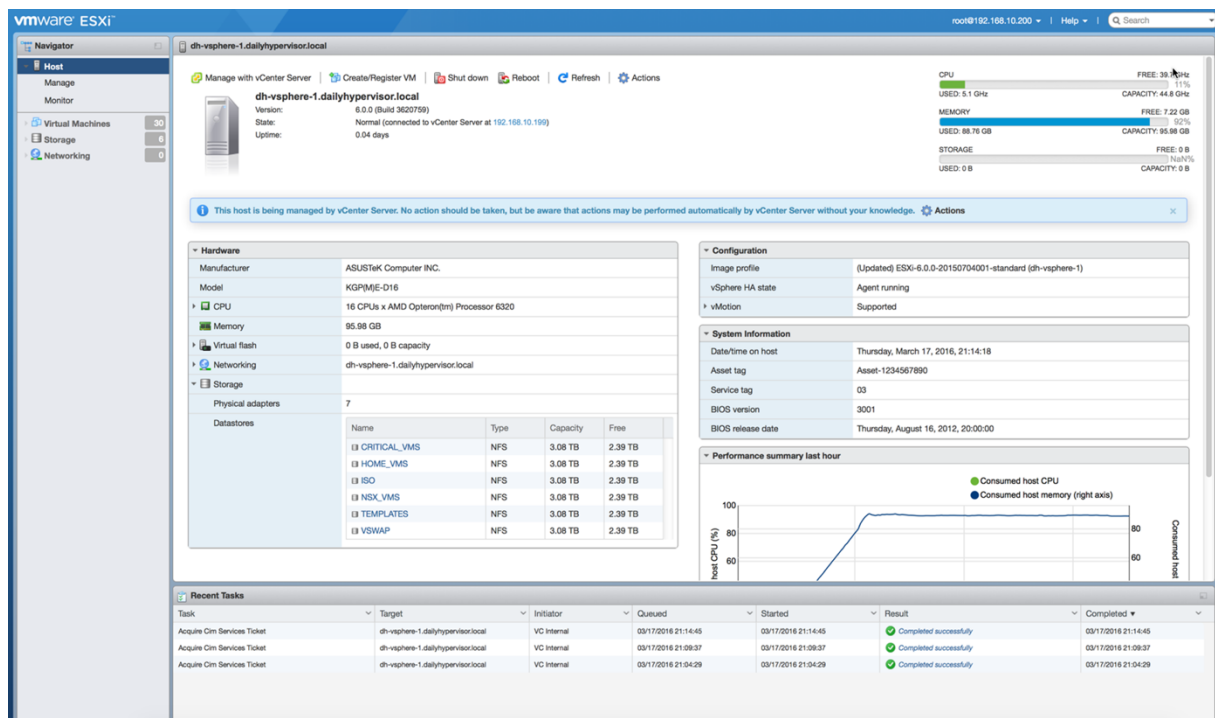 vmware ESXi™
root@192.168.10.200 | Help | Search
Navigator
Host
Manage
Monitor
Virtual Machines 30
Storage 6
Networking 0
dh-vsphere-1.dailyhypervisor.local
Manage with vCenter Server | Create/Register VM | Shut down Reboot | Refresh | Actions
dh-vsphere-1.dailyhypervisor.local
Version: 6.0.0 (Build 3620759)
State: Normal (connected to vCenter Server at 192.168.10.199)
Uptime: 0.04 days
CPU FREE: GHz
11%
USED: 5.1 GHz CAPACITY: 44.8 GHz
MEMORY FREE: 7.22 GB
92%
USED: 88.76 GB CAPACITY: 95.98 GB
STORAGE FREE: 0 B
NaN%
USED: 0 B CAPACITY: 0 B
This host is being managed by vCenter Server. No action should be taken, but be aware that actions may be performed automatically by vCenter Server without your knowledge. Actions
Hardware
Manufacturer ASUSTeK Computer INC.
Model KGP(M)E-D16
CPU 16 CPUs x AMD Opteron(tm) Processor 6320
Memory 95.98 GB
Virtual flash 0 B used, 0 B capacity
Networking dh-vsphere-1.dailyhypervisor.local
Storage
Physical adapters 7
Datastores
Name Type Capacity Free
CRITICAL_VMS NFS 3.08 TB 2.39 TB
HOME_VMS NFS 3.08 TB 2.39 TB
ISO NFS 3.08 TB 2.39 TB
NSX_VMS NFS 3.08 TB 2.39 TB
TEMPLATES NFS 3.08 TB 2.39 TB
VSWAP NFS 3.08 TB 2.39 TB
Configuration
Image profile (Updated) ESXi-6.0.0-20150704001-standard (dh-vsphere-1)
vSphere HA state Agent running
vMotion Supported
System Information
Date/time on host Thursday, March 17, 2016, 21:14:18
Asset tag Asset-1234567890
Service tag 03
BIOS version 3001
BIOS release date Thursday, August 16, 2012, 20:00:00
Performance summary last hour
Consumed host CPU
Consumed host memory (right axis)
100
80
60
host CPU (%)
80
60
Consumed host
Recent Tasks
Task Target Initiator Queued Started Result Completed
Acquire Cim Services Ticket dh-vsphere-1.dailyhypervisor.local VC Internal 03/17/2016 21:14:45 03/17/2016 21:14:45 Completed successfully 03/17/2016 21:14:45
Acquire Cim Services Ticket dh-vsphere-1.dailyhypervisor.local VC Internal 03/17/2016 21:09:37 03/17/2016 21:09:37 Completed successfully 03/17/2016 21:09:37
Acquire Cim Services Ticket dh-vsphere-1.dailyhypervisor.local VC Internal 03/17/2016 21:04:29 03/17/2016 21:04:29 Completed successfully 03/17/2016 21:04:29